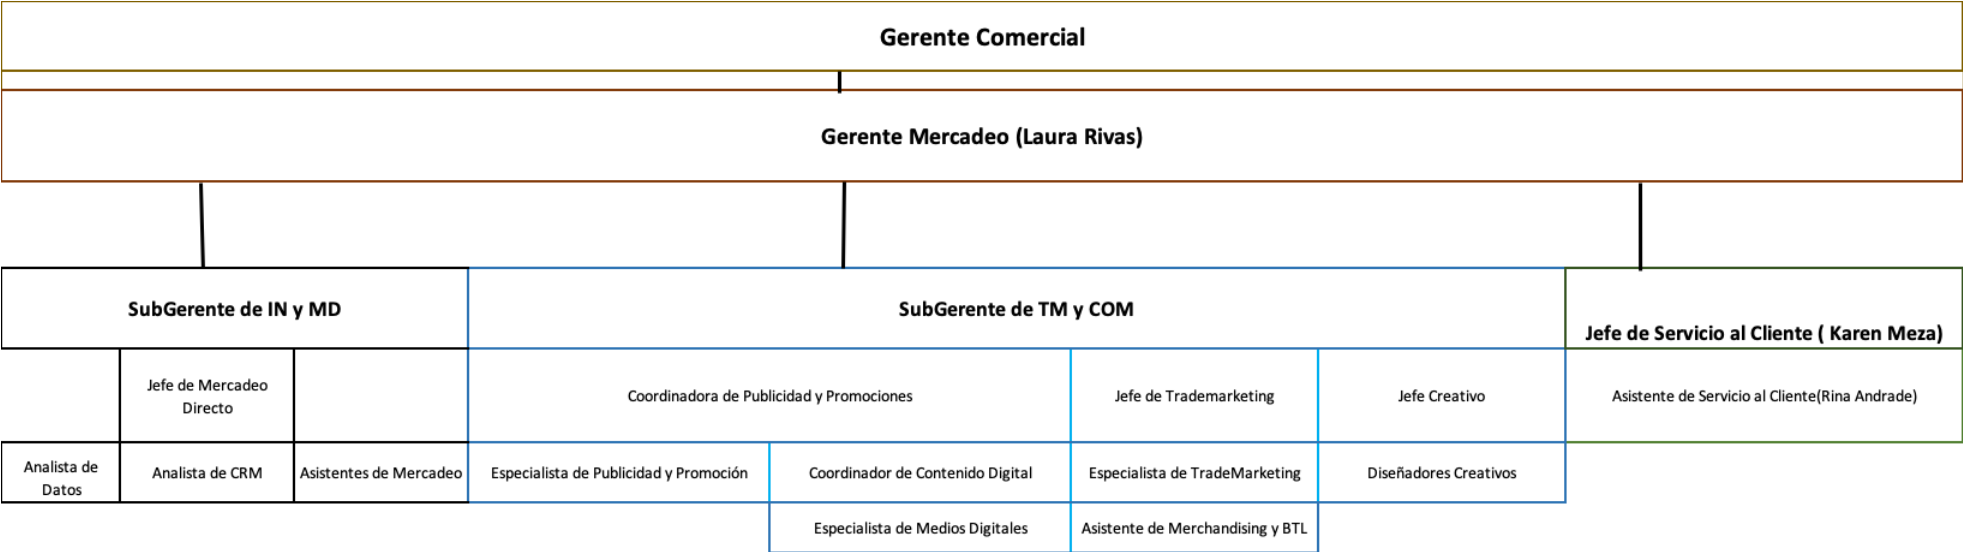 Gerente Comercial
Gerente Mercadeo (Laura Rivas)
SubGerente de IN y MD
SubGerente de TM y COM
Jefe de Servicio al Cliente ( Karen Meza)
Jefe de Mercadeo
Directo
Coordinadora de Publicidad y Promociones
Jefe de Trademarketing
Jefe Creativo
Asistente de Servicio al Cliente(Rina Andrade)
Analista de
Datos
Analista de CRM
Asistentes de Mercadeo
Especialista de Publicidad y Promoción
Coordinador de Contenido Digital
Especialista de TradeMarketing
Diseñadores Creativos
Especialista de Medios Digitales
Asistente de Merchandising y BTL